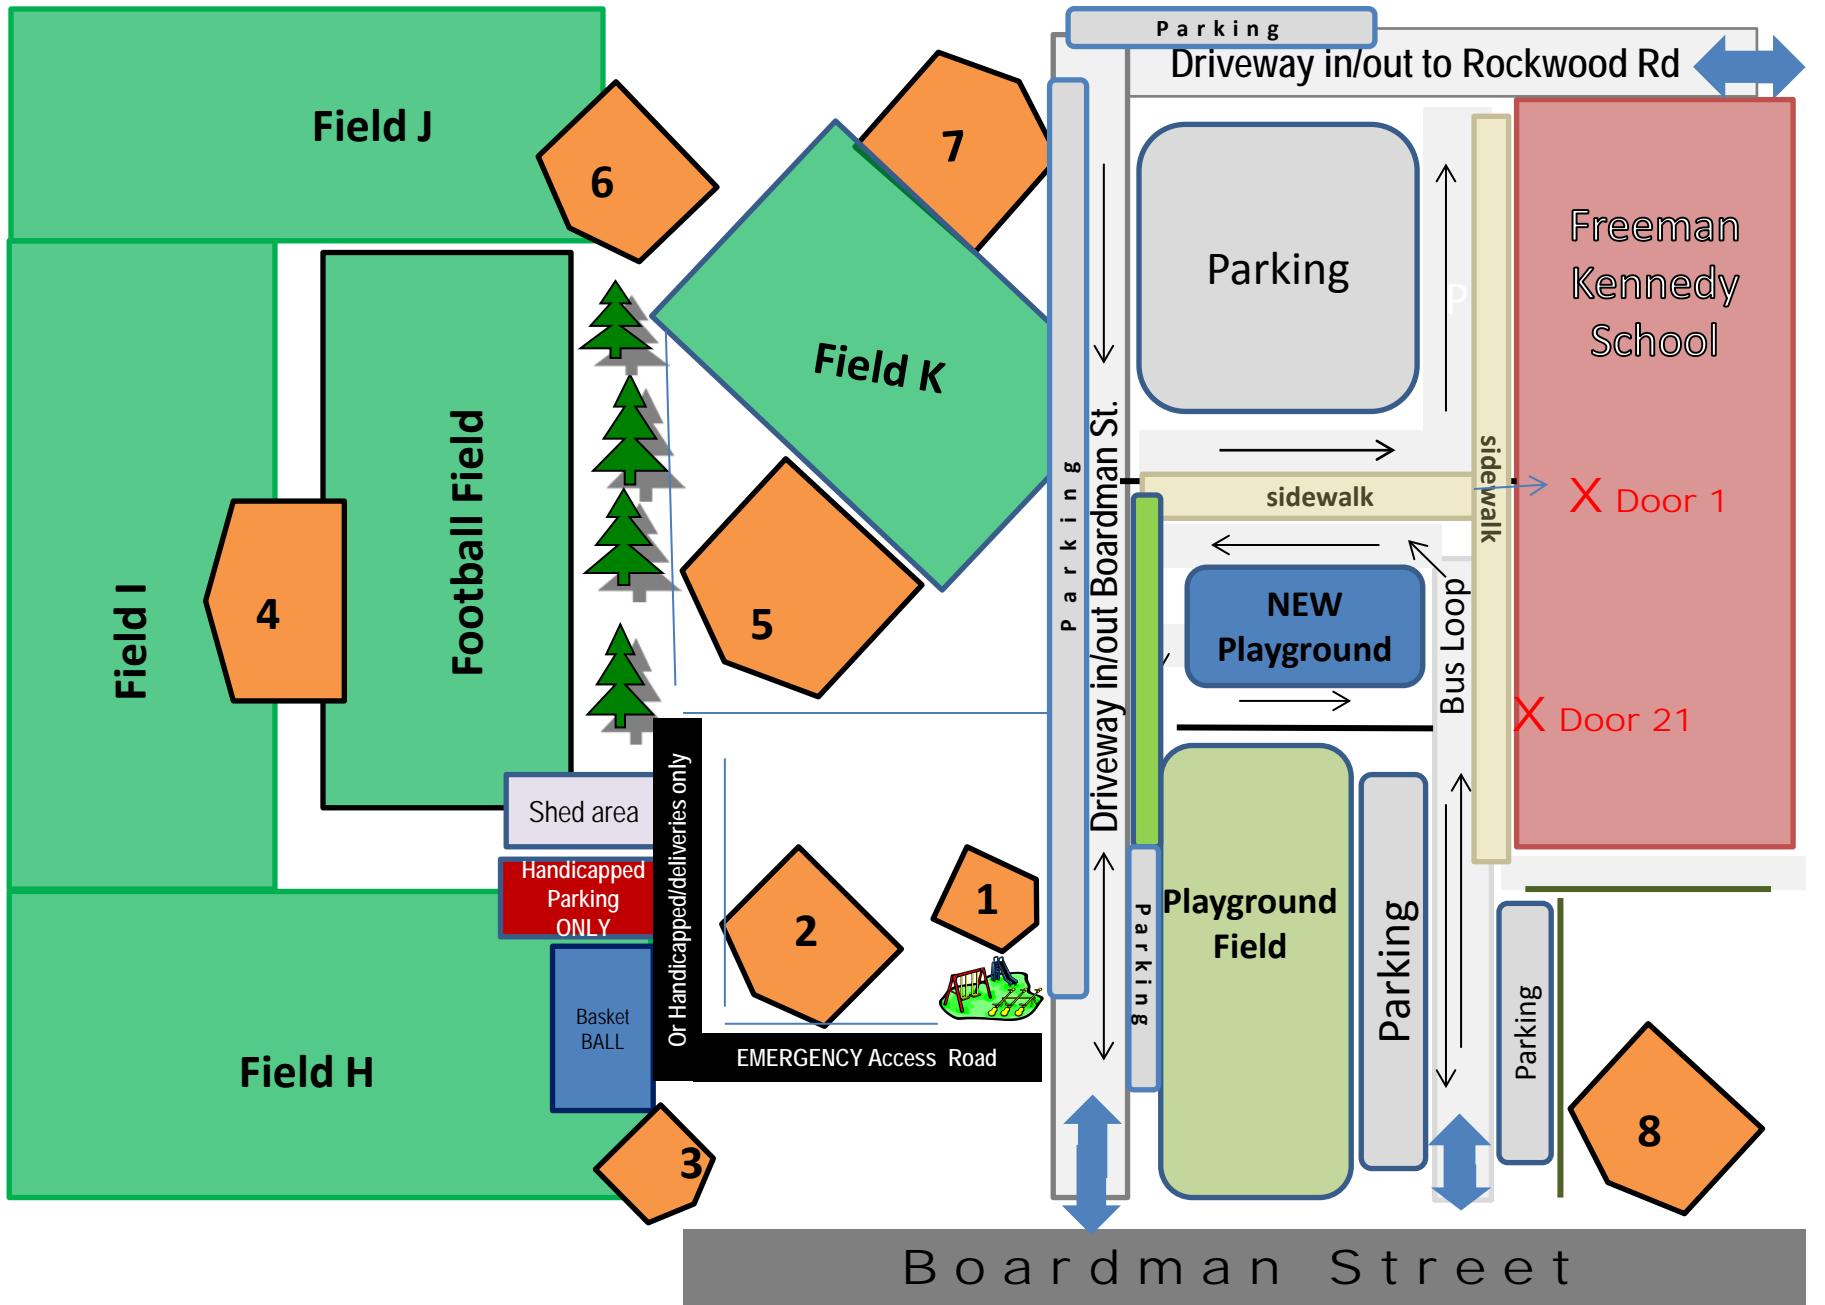 Parking
Driveway in/out to Rockwood Rd
Field J
6
7
Parking
P
Freeman
Kennedy
School
Field K
Football Field
Field I
4
5
Parking
Driveway in/out Boardman St.
sidewalk
sidewalk
X Door 1
NEW
Playground
Bus Loop
X Door 21
Shed area
Handicapped
Parking
ONLY
Or Handicapped/deliveries only
2
1
Basket
BALL
EMERGENCY Access Road
Field H
3
Parking
Playground
Field
Parking
Parking
8
Boardman Street